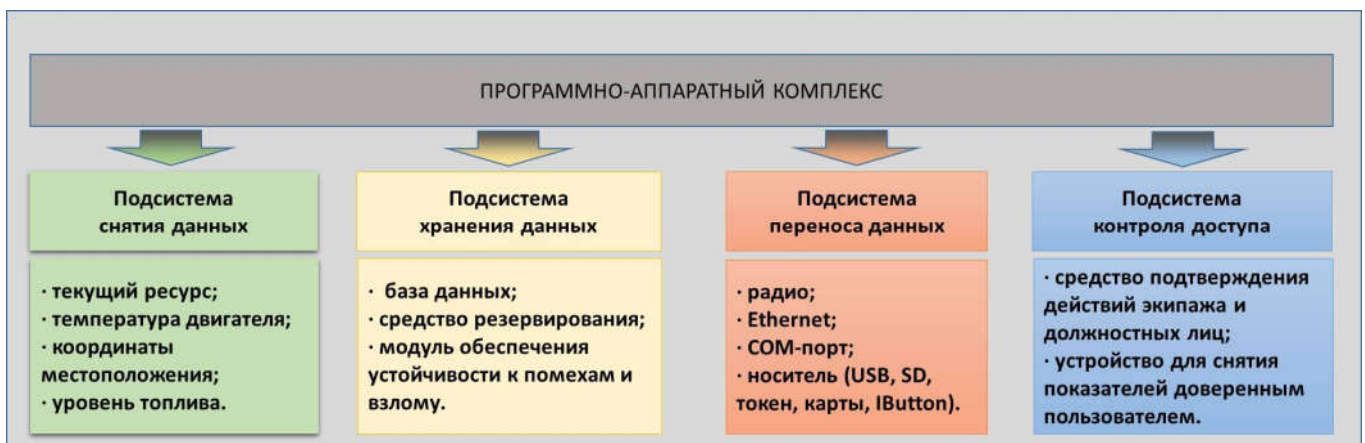 ПРОГРАММНО-АППАРАТНЫЙ КОМПЛЕКС
Подсистема
снятия данных
· текущий ресурс;
· температура двигателя;
· координаты
местоположения;
· уровень топлива.
Подсистема
хранения данных
· база данных;
· средство резервирования;
· модуль обеспечения
устойчивости к помехам и
взлому.
Подсистема
переноса данных
· радио;
· Ethernet;
· COM-порт;
· носитель (USB, SD,
токен, карты, IButton).
Подсистема
контроля доступа
· средство подтверждения
действий экипажа и
должностных лиц;
· устройство для снятия
показателей доверенным
пользователем.